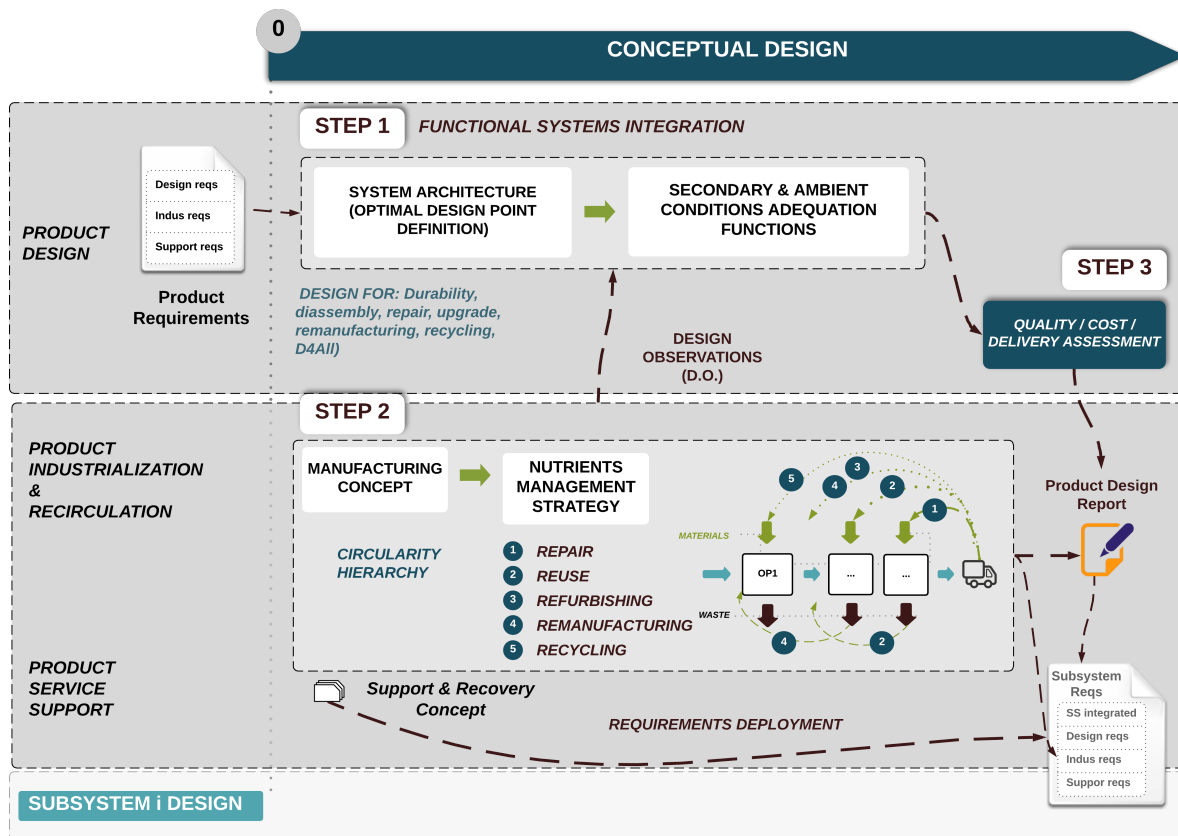 0
CONCEPTUAL DESIGN
STEP 1
FUNCTIONAL SYSTEMS INTEGRATION
Design reqs
Indus reqs
Support reqs
Product
Requirements
PRODUCT
DESIGN
SYSTEM ARCHITECTURE
(OPTIMAL DESIGN POINT
DEFINITION)
SECONDARY & AMBIENT
CONDITIONS ADEQUATION
FUNCTIONS
DESIGN FOR: Durability,
diassembly, repair, upgrade,
remanufacturing, recycling,
D4All)
DESIGN
OBSERVATIONS
(D.O.)
STEP 3
QUALITY / COST /
DELIVERY ASSESSMENT
STEP 2
PRODUCT
INDUSTRIALIZATION
&
RECIRCULATION
MANUFACTURING
CONCEPT
NUTRIENTS
MANAGEMENT
STRATEGY
CIRCULARITY
HIERARCHY
1 REPAIR
2 REUSE
3 REFURBISHING
4 REMANUFACTURING
5 RECYCLING
5
4
3
2
1
MATERIALS
OP1
...
...
WASTE
4
2
Product Design
Report
PRODUCT
SERVICE
SUPPORT
Support & Recovery
Concept
REQUIREMENTS DEPLOYMENT
Subsystem
Reqs
SS integrated
Design reqs
Indus reqs
Suppor reqs
SUBSYSTEM i DESIGN